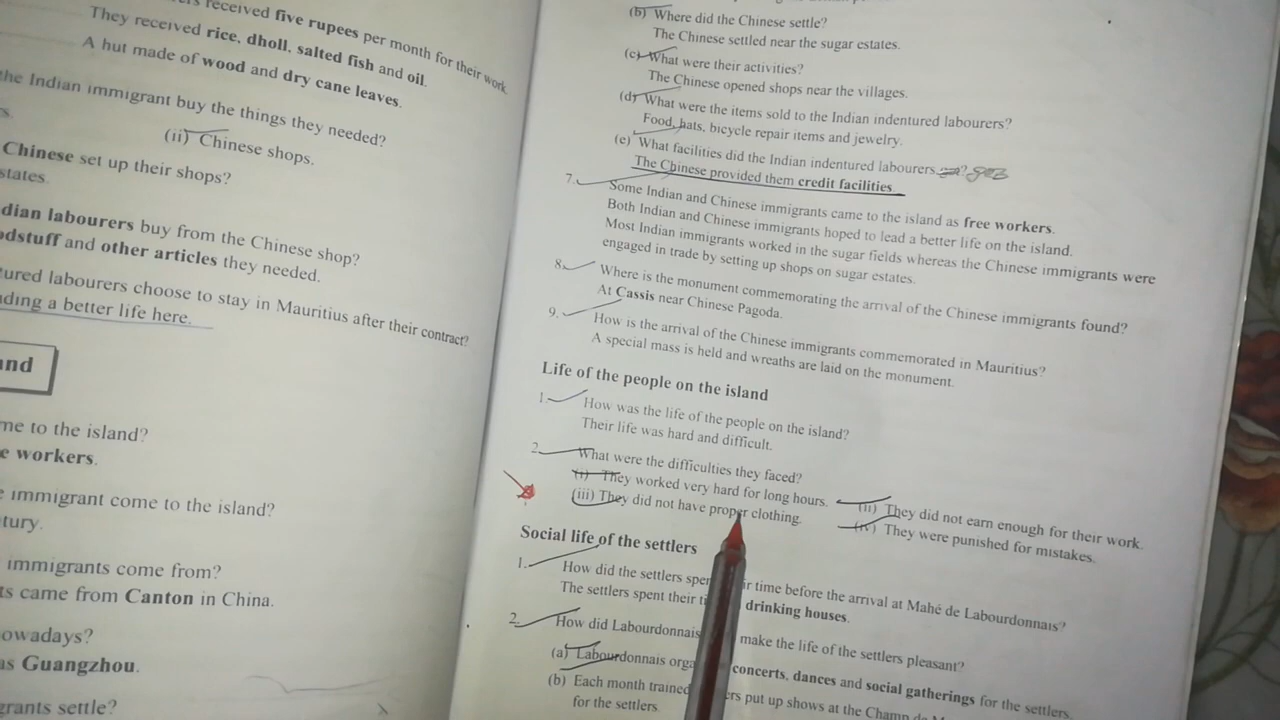 received five rupees per month for their work.
They received rice, dholl, salted fish and oil.
A hut made of wood and dry cane leaves.
the Indian immigrant buy the things they needed?
(ii) Chinese shops.
Chinese set up their shops?
states.
dian labourers buy from the Chinese shop?
odstuff and other articles they needed.
tured labourers choose to stay in Mauritius after their contract?
ading a better life here.
and
me to the island?
e workers.
immigrant come to the island?
tury.
immigrants come from?
ts came from Canton in China.
owadays?
as Guangzhou.
grants settle?
(b) Where did the Chinese settle?
The Chinese settled near the sugar estates.
(c) What were their activities?
The Chinese opened shops near the villages.
(d) What were the items sold to the Indian indentured labourers?
Food, hats, bicycle repair items and jewelry.
(e) What facilities did the Indian indentured labourers ?
The Chinese provided them credit facilities.
7. Some Indian and Chinese immigrants came to the island as free workers.
Both Indian and Chinese immigrants hoped to lead a better life on the island.
Most Indian immigrants worked in the sugar fields whereas the Chinese immigrants were
engaged in trade by setting up shops on sugar estates.
8. Where is the monument commemorating the arrival of the Chinese immigrants found?
At Cassis near Chinese Pagoda.
9. How is the arrival of the Chinese immigrants commemorated in Mauritius?
A special mass is held and wreaths are laid on the monument.
Life of the people on the island
1. How was the life of the people on the island?
Their life was hard and difficult.
2. What were the difficulties they faced?
(i) They worked very hard for long hours. (ii) They did not earn enough for their work.
(iii) They did not have proper clothing. (iv) They were punished for mistakes.
Social life of the settlers
1. How did the settlers spen ir time before the arrival at Mahé de Labourdonnais?
The settlers spent their ti drinking houses.
2. How did Labourdonnais make the life of the settlers pleasant?
(a) Labourdonnais orga concerts, dances and social gatherings for the settlers.
(b) Each month trained ers put up shows at the Champ de M
for the settlers